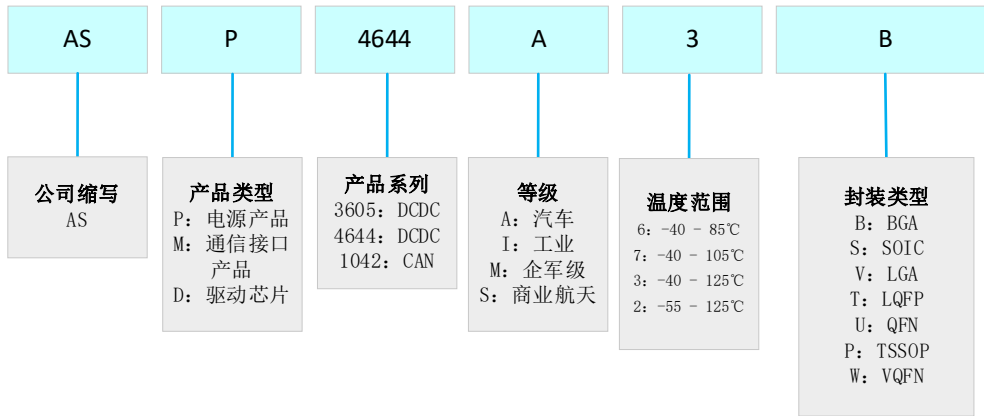 AS
P
4644
A
3
B
公司缩写
AS
产品类型
P：电源产品
M：通信接口
产品
D：驱动芯片
产品系列
3605：DCDC
4644：DCDC
1042：CAN
等级
A：汽车
I：工业
M：企军级
S：商业航天
温度范围
6：-40 - 85℃
7：-40 - 105℃
3：-40 - 125℃
2：-55 - 125℃
封装类型
B：BGA
S：SOIC
V：LGA
T：LQFP
U：QFN
P：TSSOP
W：VQFN